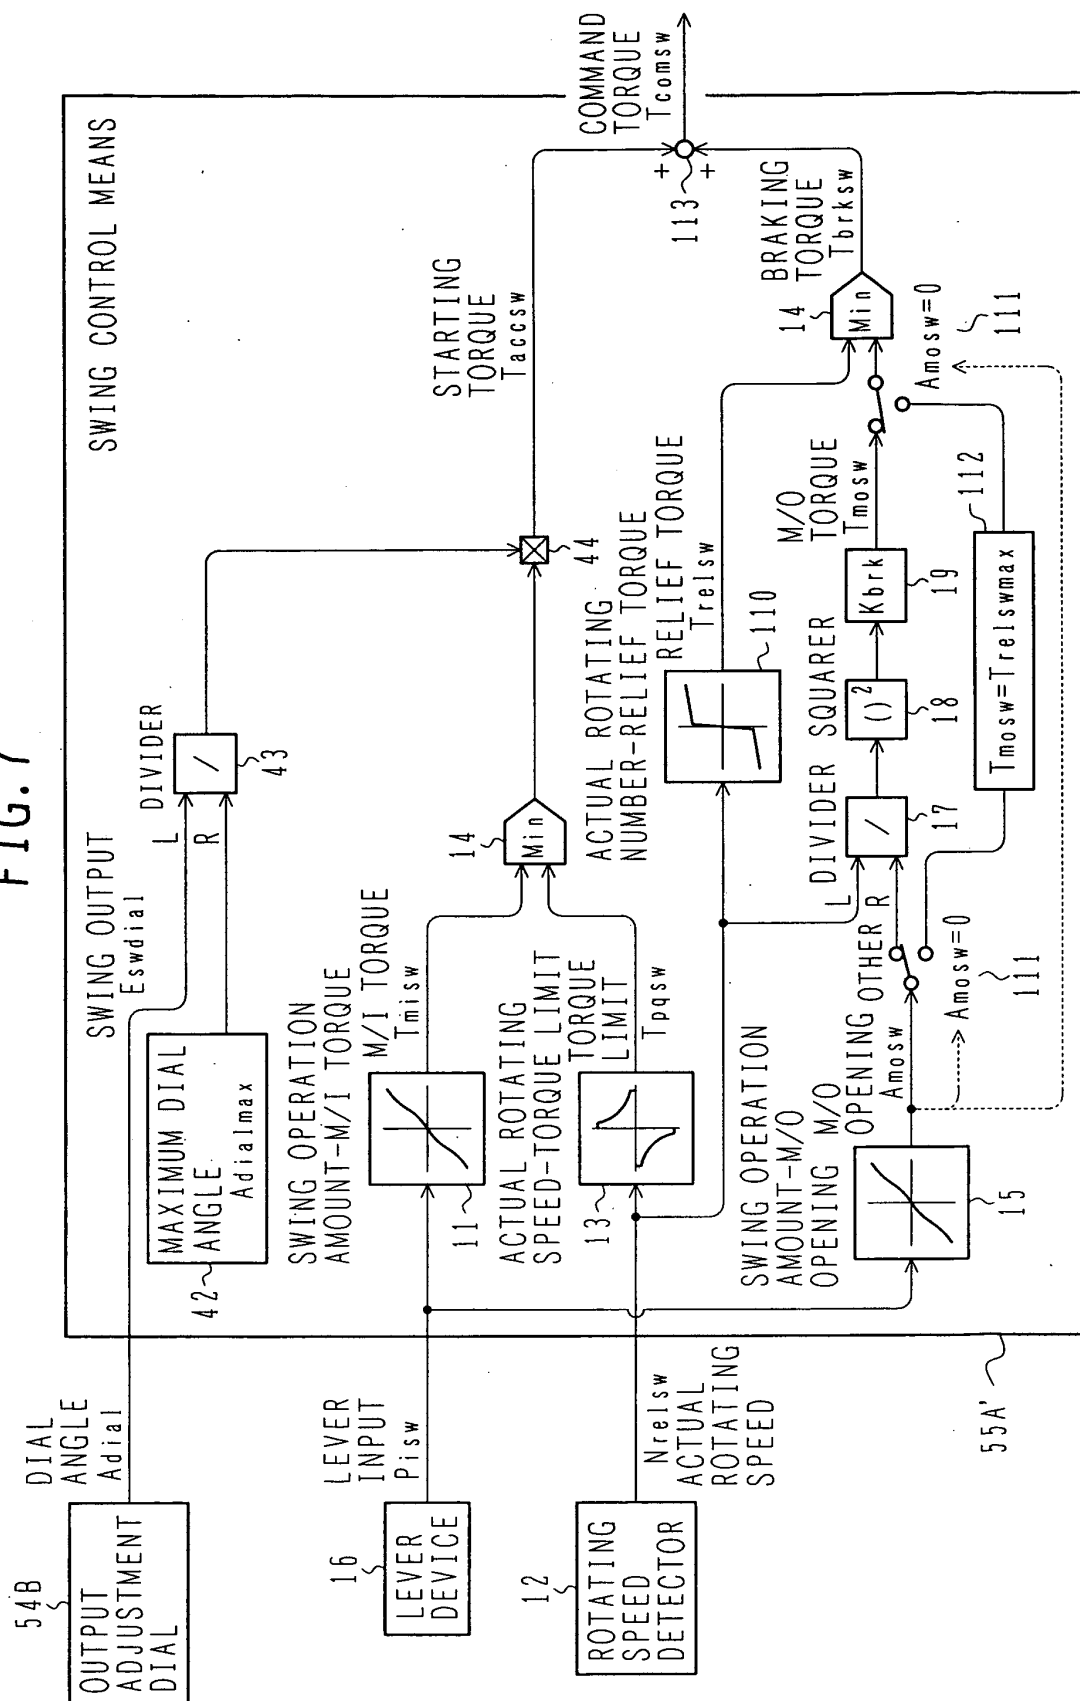 FIG. 7
SWING CONTROL MEANS
54B
OUTPUT
ADJUSTMENT
DIAL
DIAL
ANGLE
Adial
SWING OUTPUT
Eswdial
MAXIMUM DIAL
ANGLE
Adialmax
42
L
R
DIVIDER
/
43
16
LEVER
DEVICE
LEVER
INPUT
Pisw
SWING OPERATION
AMOUNT-M/I TORQUE
11
M/I TORQUE
Tmisw
14
Min
44
STARTING
TORQUE
Taccsw
12
ROTATING
SPEED
DETECTOR
Nrelsw
ACTUAL
ROTATING
SPEED
ACTUAL ROTATING
SPEED-TORQUE LIMIT
13
TORQUE
LIMIT
Tpqsw
ACTUAL ROTATING
NUMBER-RELIEF TORQUE
110
RELIEF TORQUE
Trelsw
SWING OPERATION
AMOUNT-M/O
OPENING
15
M/O
OPENING
Amosw
OTHER
Amosw=0
111
L
R
DIVIDER
/
17
SQUARER
()²
18
Kbrk
19
M/O
TORQUE
Tmosw
Tmosw=Trelswmax
112
Amosw=0
111
14
Min
BRAKING
TORQUE
Tbrksw
+
+
113
COMMAND
TORQUE
Tcomsw
55A'